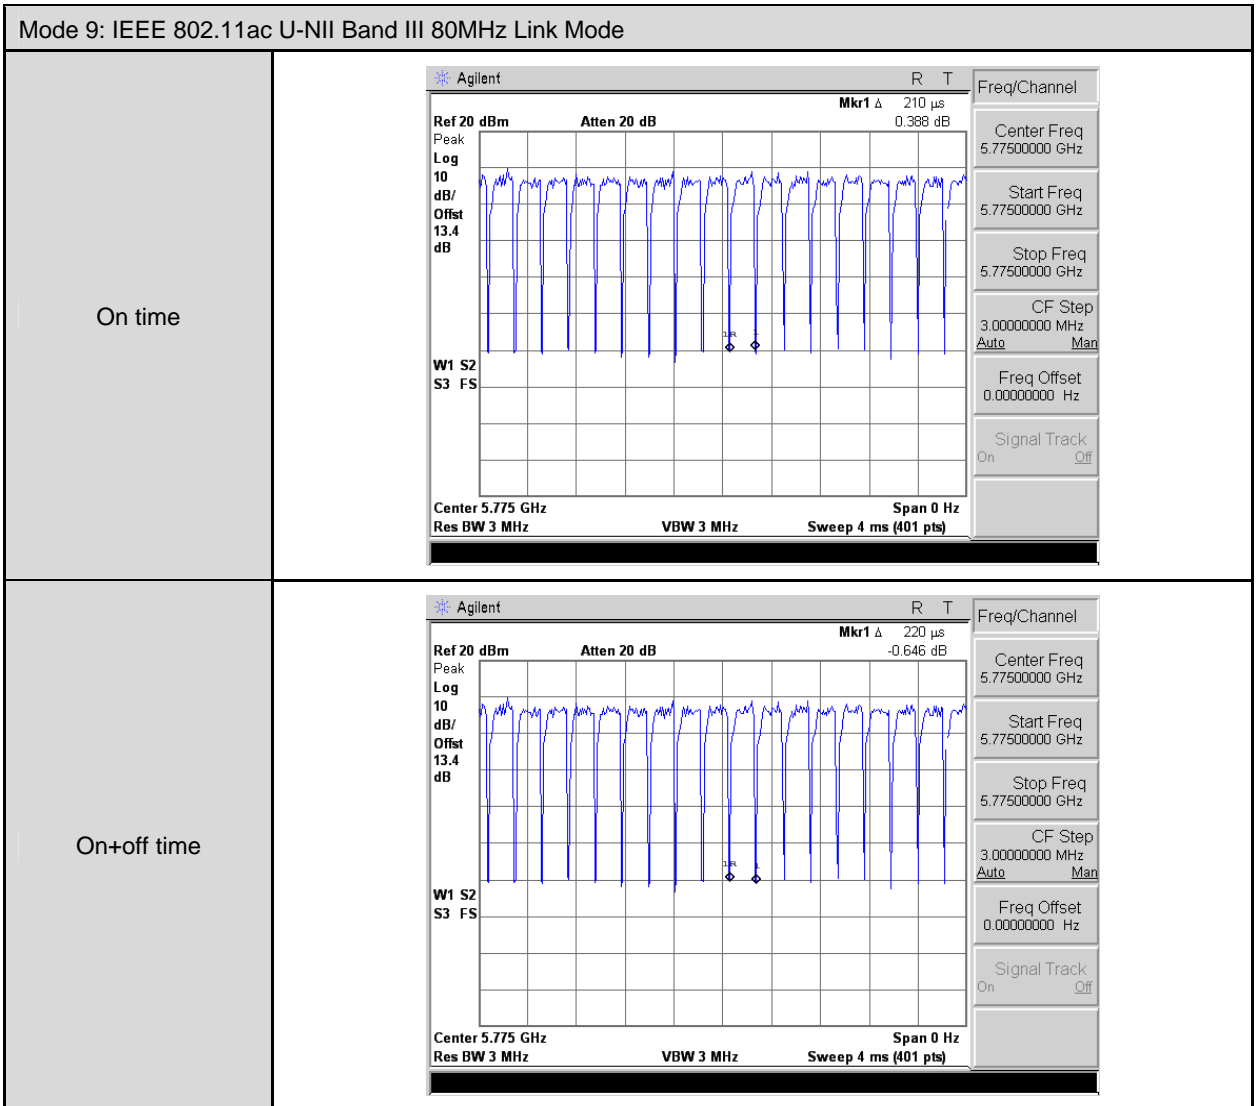 Mode 9: IEEE 802.11ac U-NII Band III 80MHz Link Mode
On time
Agilent
R T
Mkr1 Δ 210 µs
0.388 dB
Ref 20 dBm
Atten 20 dB
Peak
Log
10
dB/
Offst
13.4
dB
1R
1
W1 S2
S3 FS
Center 5.775 GHz
Span 0 Hz
Res BW 3 MHz
VBW 3 MHz
Sweep 4 ms (401 pts)
Freq/Channel
Center Freq
5.77500000 GHz
Start Freq
5.77500000 GHz
Stop Freq
5.77500000 GHz
CF Step
3.00000000 MHz
Auto Man
Freq Offset
0.00000000 Hz
Signal Track
On Off
On+off time
Agilent
R T
Mkr1 Δ 220 µs
-0.646 dB
Ref 20 dBm
Atten 20 dB
Peak
Log
10
dB/
Offst
13.4
dB
1R
1
W1 S2
S3 FS
Center 5.775 GHz
Span 0 Hz
Res BW 3 MHz
VBW 3 MHz
Sweep 4 ms (401 pts)
Freq/Channel
Center Freq
5.77500000 GHz
Start Freq
5.77500000 GHz
Stop Freq
5.77500000 GHz
CF Step
3.00000000 MHz
Auto Man
Freq Offset
0.00000000 Hz
Signal Track
On Off